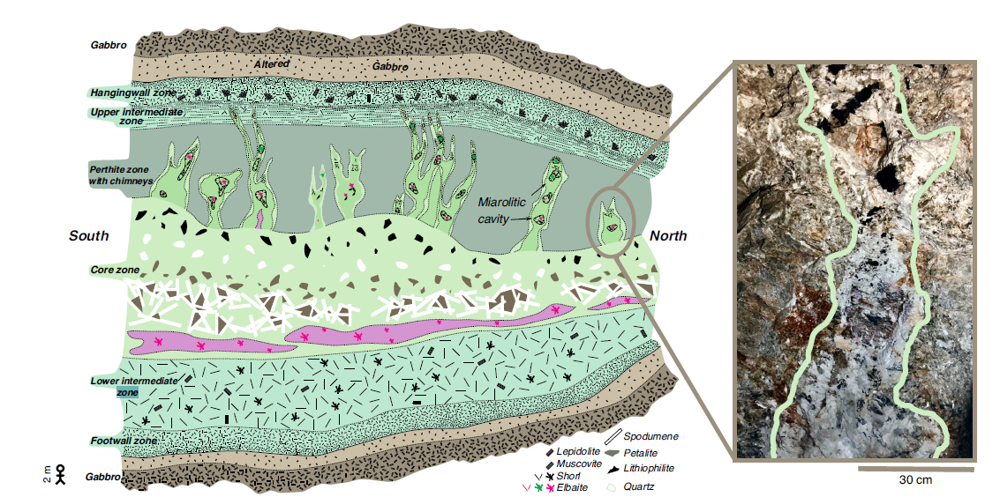 Gabbro
Altered Gabbro
Hangingwall zone
Upper intermediate
zone
Perthite zone
with chimneys
Miarolitic
cavity
South
North
Core zone
Lower intermediate
zone
Footwall zone
Gabbro
2 m
Spodumene
Lepidolite
Petalite
Muscovite
Lithiophilite
Shorl
Elbaite
Quartz
30 cm